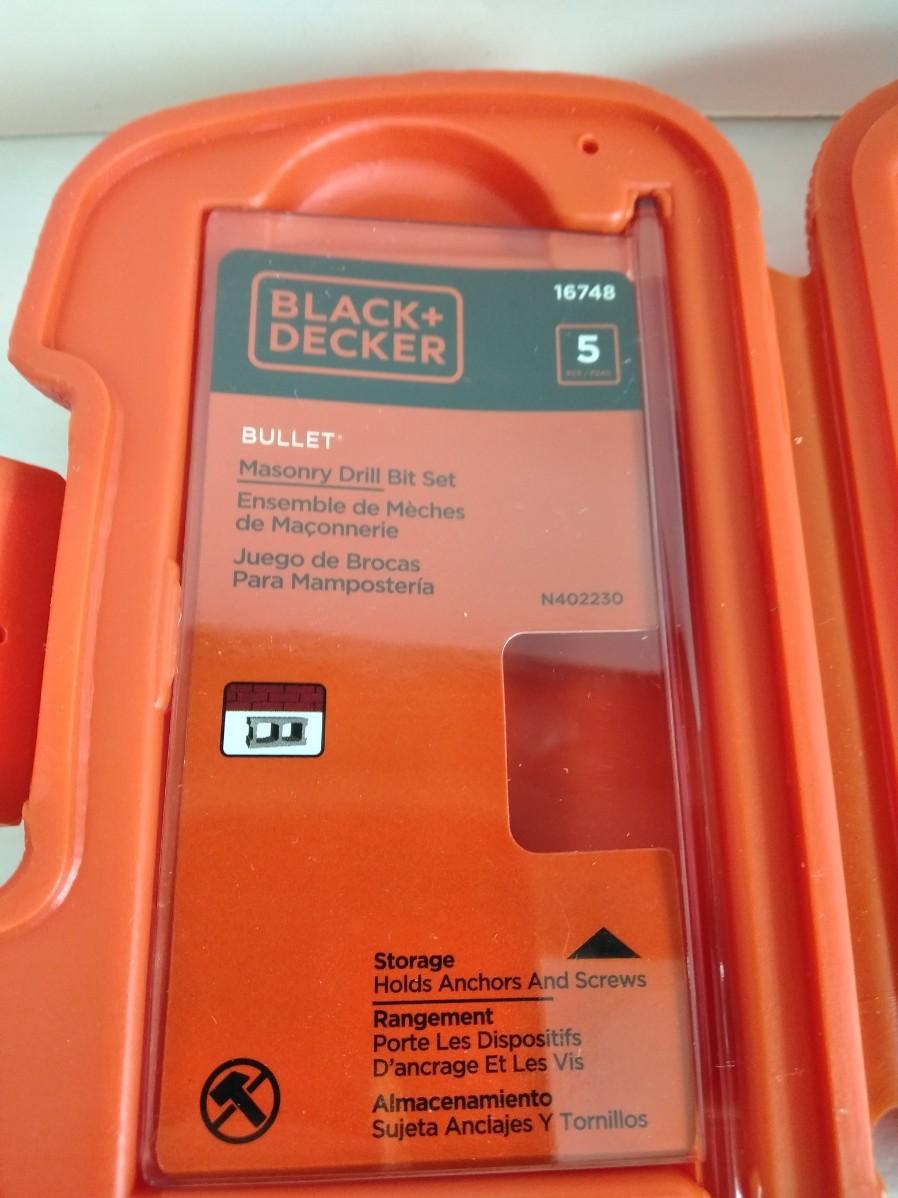 BLACK+
DECKER
16748
5
PCS / PZAS
BULLET
Masonry Drill Bit Set
Ensemble de Mèches
de Maçonnerie
Juego de Brocas
Para Mampostería
N402230
Storage
Holds Anchors And Screws
Rangement
Porte Les Dispositifs
D'ancrage Et Les Vis
Almacenamiento
Sujeta Anclajes Y Tornillos